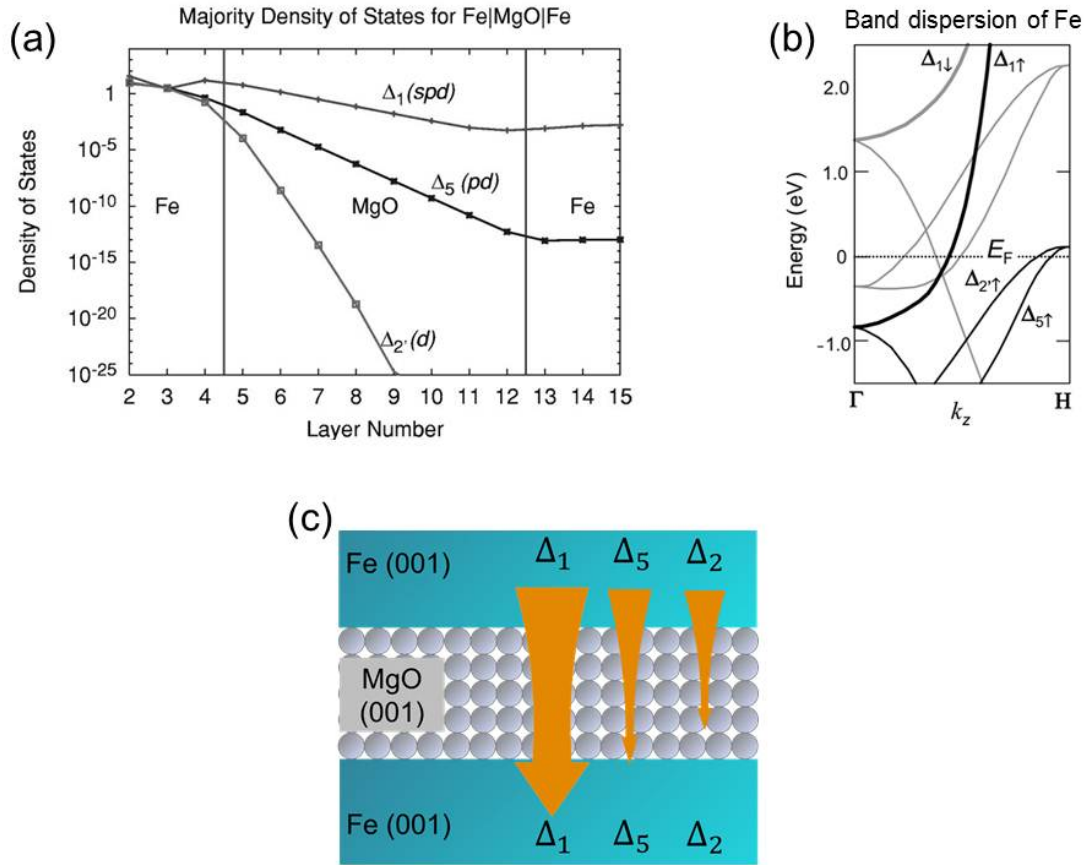 (a)
Majority Density of States for Fe|MgO|Fe
Density of States
1
10-5
10-10
10-15
10-20
10-25
Δ1 (spd)
Δ5 (pd)
Δ2' (d)
Fe
MgO
Fe
2 3 4 5 6 7 8 9 10 11 12 13 14 15
Layer Number
(b)
Band dispersion of Fe
Energy (eV)
2.0
1.0
0
-1.0
Δ1↓
Δ1↑
EF
Δ2'↑
Δ5↑
Γ
kz
H
(c)
Fe (001)
Δ1 Δ5 Δ2
MgO
(001)
Fe (001)
Δ1 Δ5 Δ2